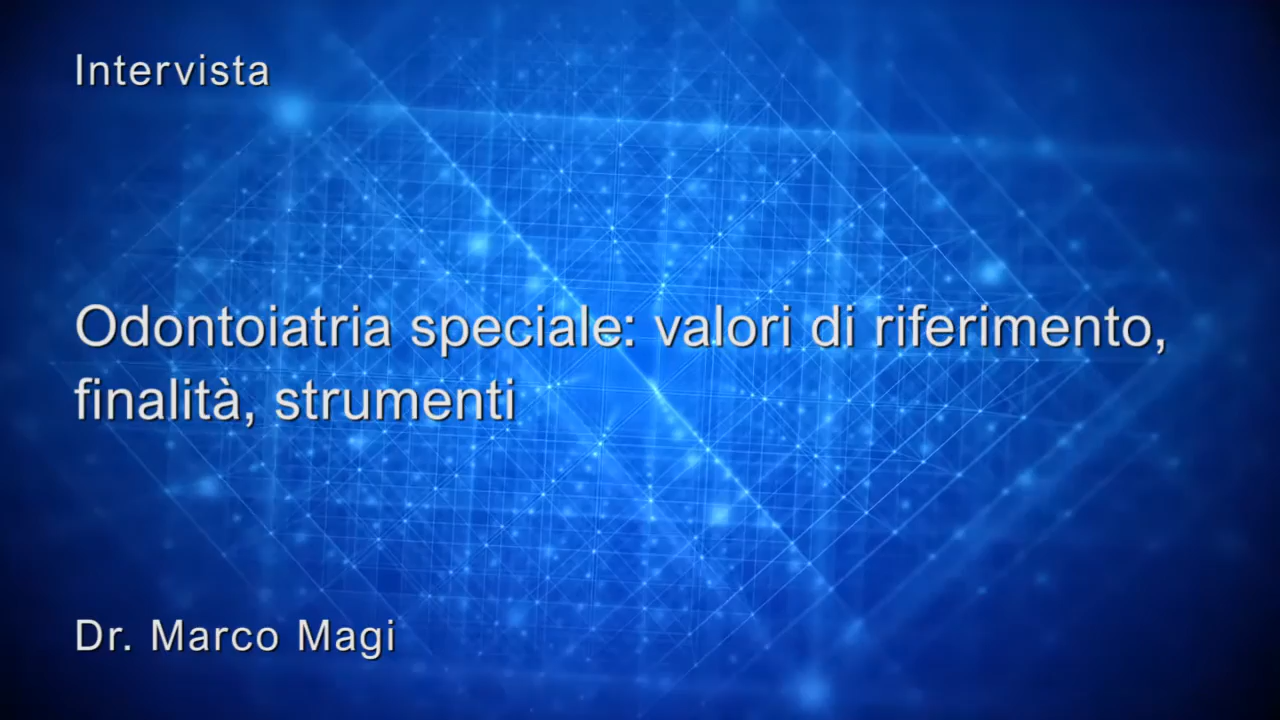 Intervista
Odontoiatria speciale: valori di riferimento,
finalità, strumenti
Dr. Marco Magi